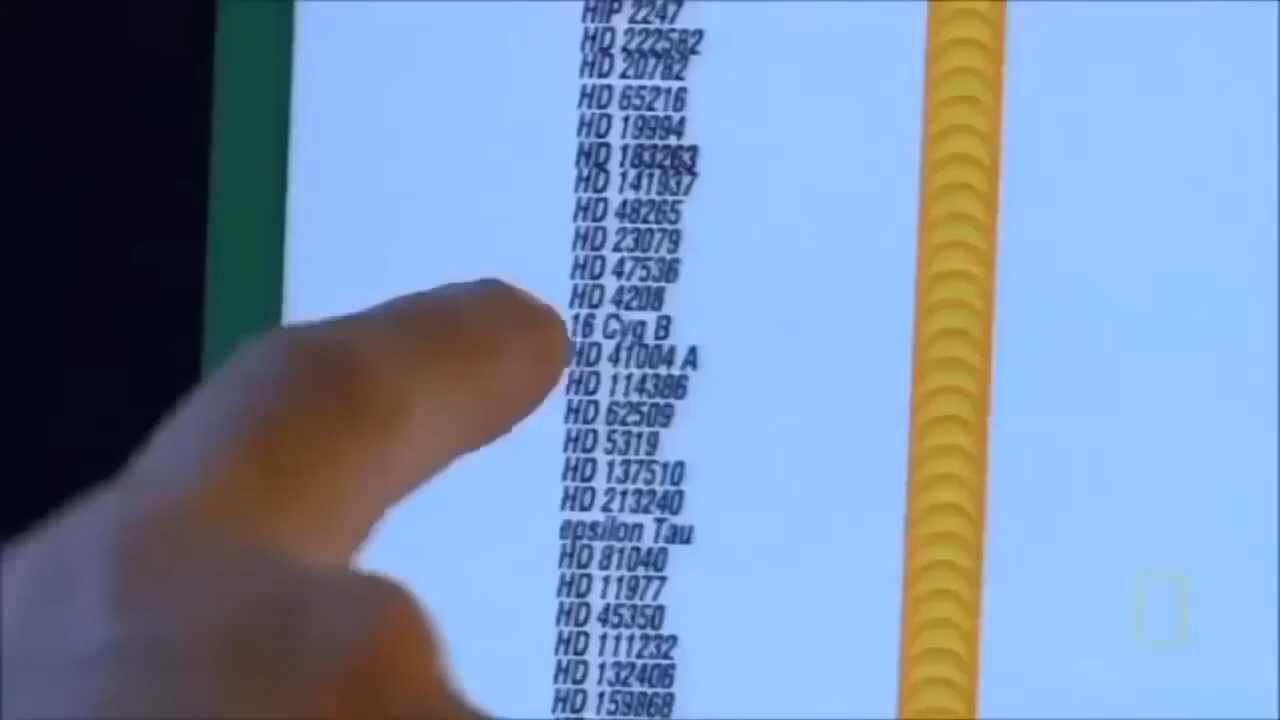 HIP 2247
HD 222582
HD 20782
HD 65216
HD 19994
HD 183263
HD 141937
HD 48265
HD 23079
HD 47536
HD 4208
16 Cyg B
HD 41004 A
HD 114386
HD 62509
HD 5319
HD 137510
HD 213240
epsilon Tau
HD 81040
HD 11977
HD 45350
HD 111232
HD 132406
HD 159868